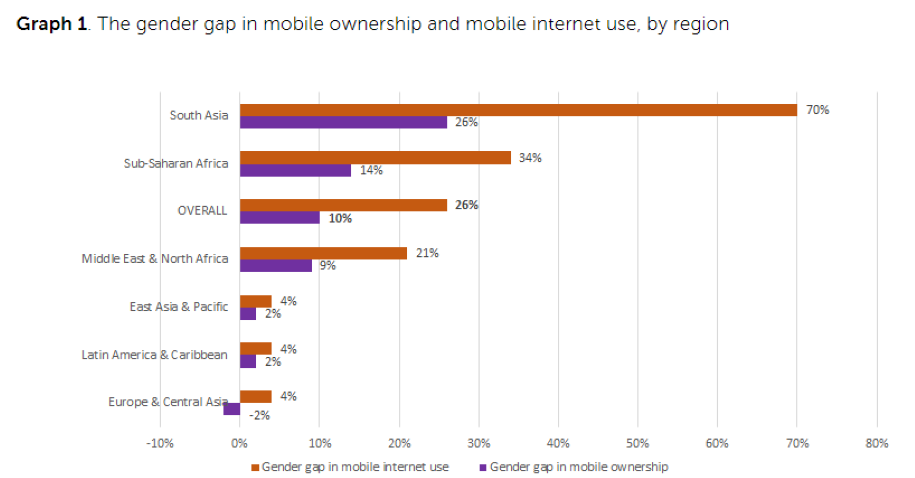 Graph 1. The gender gap in mobile ownership and mobile internet use, by region
South Asia
70%
26%
Sub-Saharan Africa
34%
14%
OVERALL
26%
10%
Middle East & North Africa
21%
9%
East Asia & Pacific
4%
2%
Latin America & Caribbean
4%
2%
Europe & Central Asia
4%
-2%
-10% 0% 10% 20% 30% 40% 50% 60% 70% 80%
Gender gap in mobile internet use Gender gap in mobile ownership